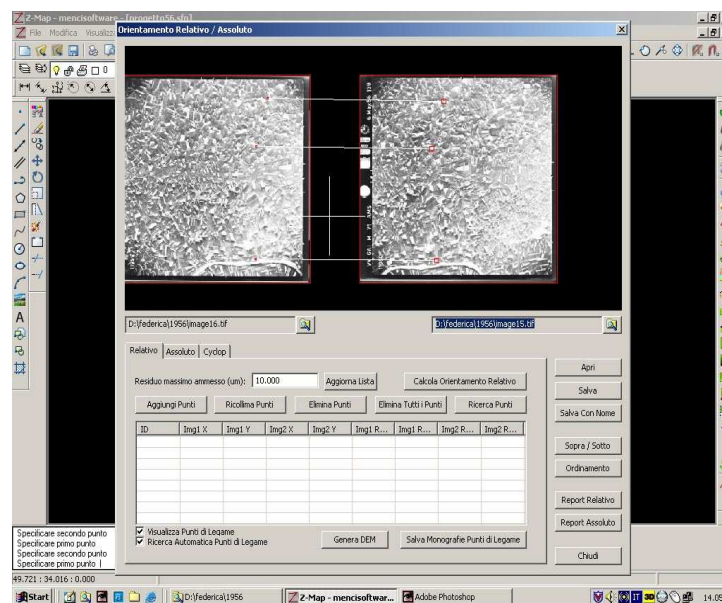 Z-Map - mencisoftware - [progetto56.sfn]
File Modifica Visualizz
Orientamento Relativo / Assoluto
0
D:\federica\1956\image16.tif
D:\federica\1956\image15.tif
Relativo Assoluto Cyclop
Residuo massimo ammesso (um): 10.000 Aggiorna Lista Calcola Orientamento Relativo
Aggiungi Punti Ricollima Punti Elimina Punti Elimina Tutti i Punti Ricerca Punti
ID Img1 X Img1 Y Img2 X Img2 Y Img1 R... Img1 R... Img2 R... Img2 R...
Visualizza Punti di Legame
Ricerca Automatica Punti di Legame
Genera DEM Salva Monografie Punti di Legame
Apri
Salva
Salva Con Nome
Sopra / Sotto
Ordinamento
Report Relativo
Report Assoluto
Chiudi
Specificare secondo punto
Specificare primo punto
Specificare secondo punto
Specificare primo punto
49.721 : 34.016 : 0.000
Start D:\federica\1956 Z-Map - mencisoftwar... Adobe Photoshop IT 3D 14.05